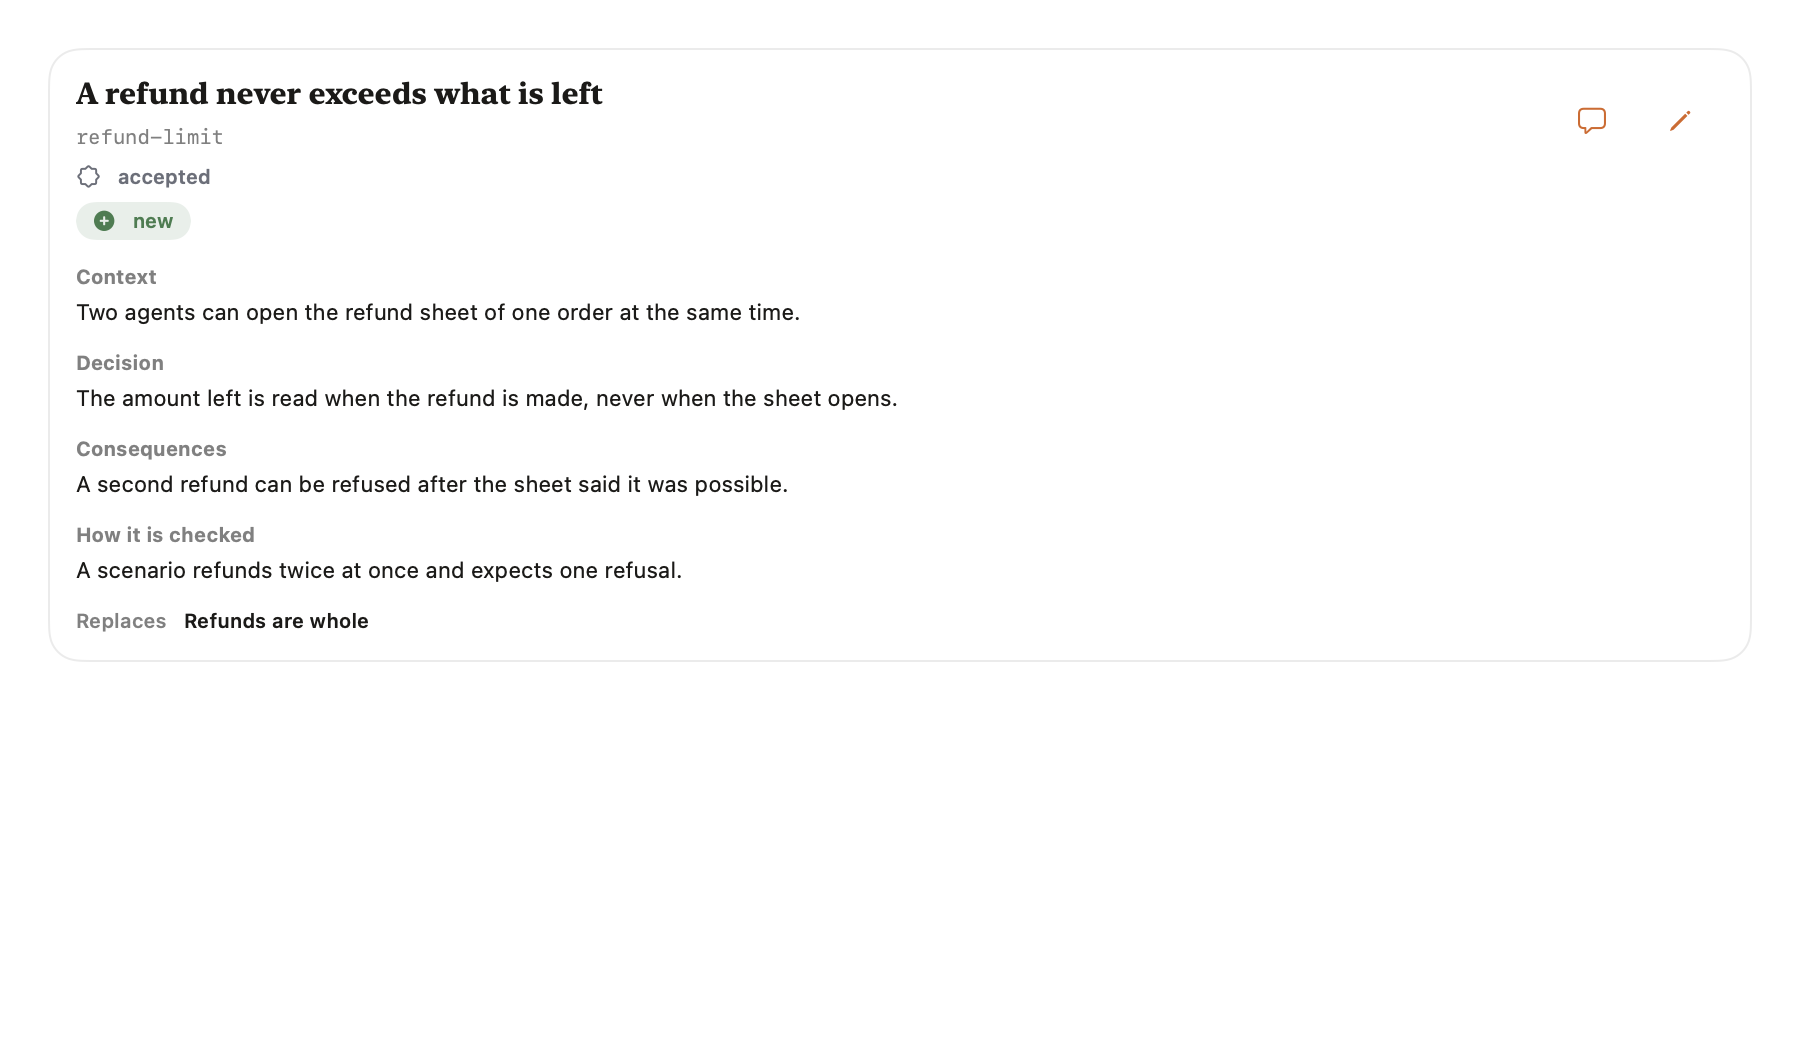 A refund never exceeds what is left
refund-limit
accepted
new
Context
Two agents can open the refund sheet of one order at the same time.
Decision
The amount left is read when the refund is made, never when the sheet opens.
Consequences
A second refund can be refused after the sheet said it was possible.
How it is checked
A scenario refunds twice at once and expects one refusal.
Replaces Refunds are whole